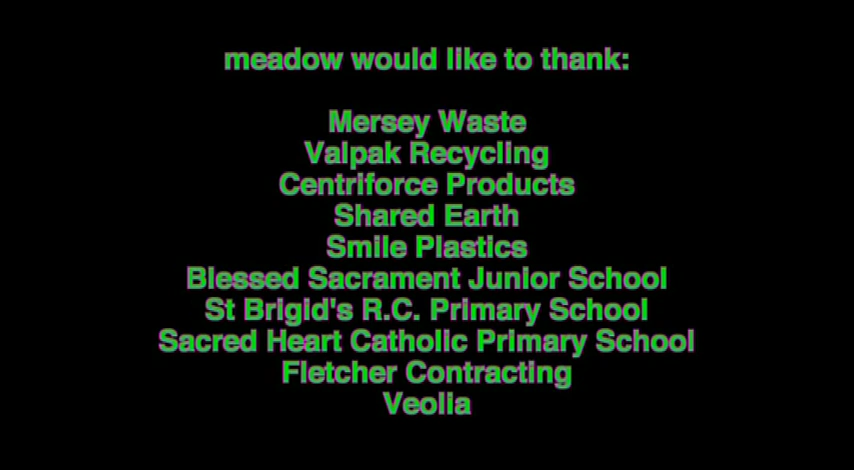 meadow would like to thank:
Mersey Waste
Valpak Recycling
Centriforce Products
Shared Earth
Smile Plastics
Blessed Sacrament Junior School
St Brigid's R.C. Primary School
Sacred Heart Catholic Primary School
Fletcher Contracting
Veolia